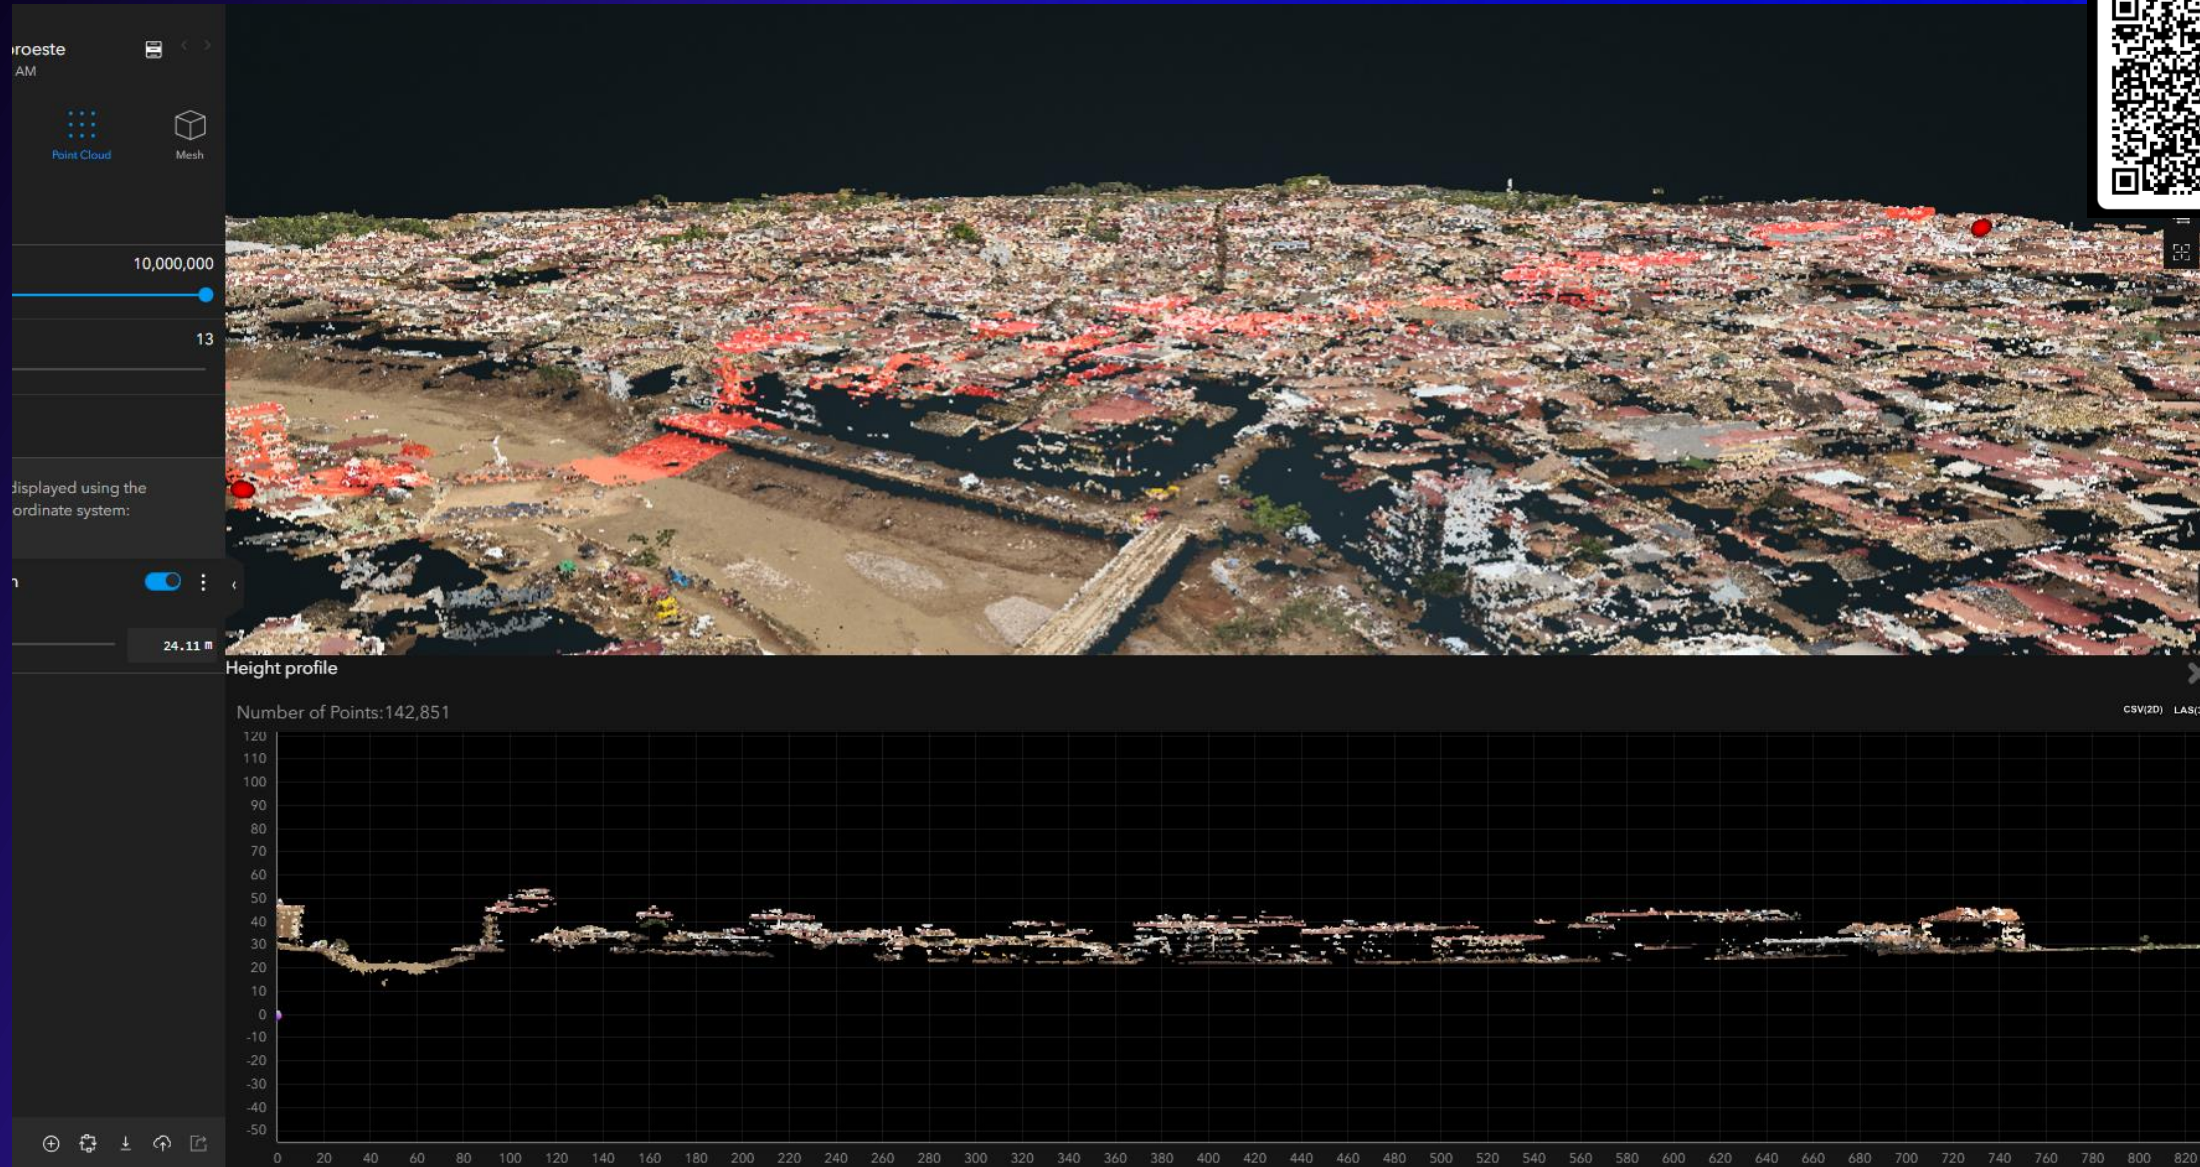 oroeste
AM
Point Cloud
Mesh
10,000,000
13
displayed using the
ordinate system:
n
24.11 m
Height profile
Number of Points:142,851
CSV(2D) LAS(
120
110
100
90
80
70
60
50
40
30
20
10
0
-10
-20
-30
-40
-50
0 20 40 60 80 100 120 140 160 180 200 220 240 260 280 300 320 340 360 380 400 420 440 460 480 500 520 540 560 580 600 620 640 660 680 700 720 740 760 780 800 820